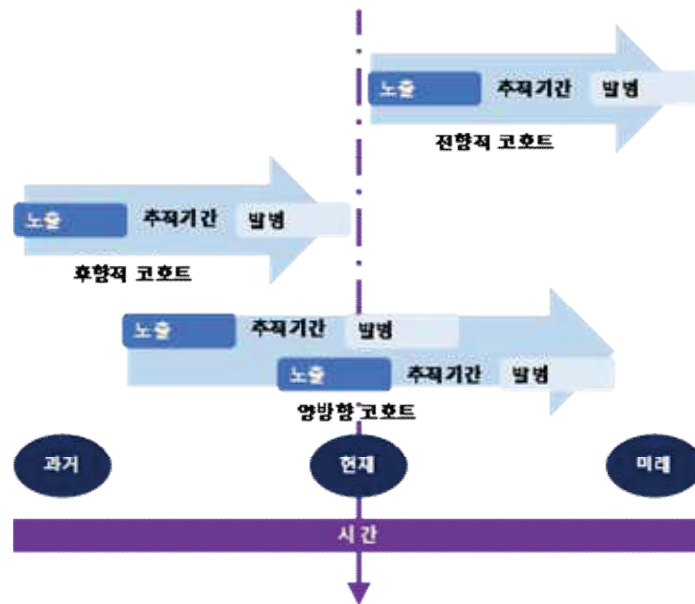 노출 추적기간 발병
전향적 코호트
노출 추적기간 발병
후향적 코호트
노출 추적기간 발병
노출 추적기간 발병
양방향 코호트
과거 현재 미래
시간